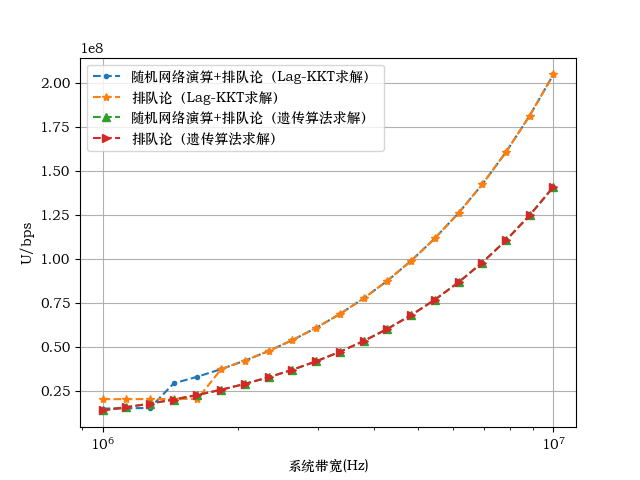 1e8
随机网络演算+排队论（Lag-KKT求解）
排队论（Lag-KKT求解）
随机网络演算+排队论（遗传算法求解）
排队论（遗传算法求解）
2.00
1.75
1.50
1.25
1.00
0.75
0.50
0.25
U/bps
10⁶ 10⁷
系统带宽(Hz)